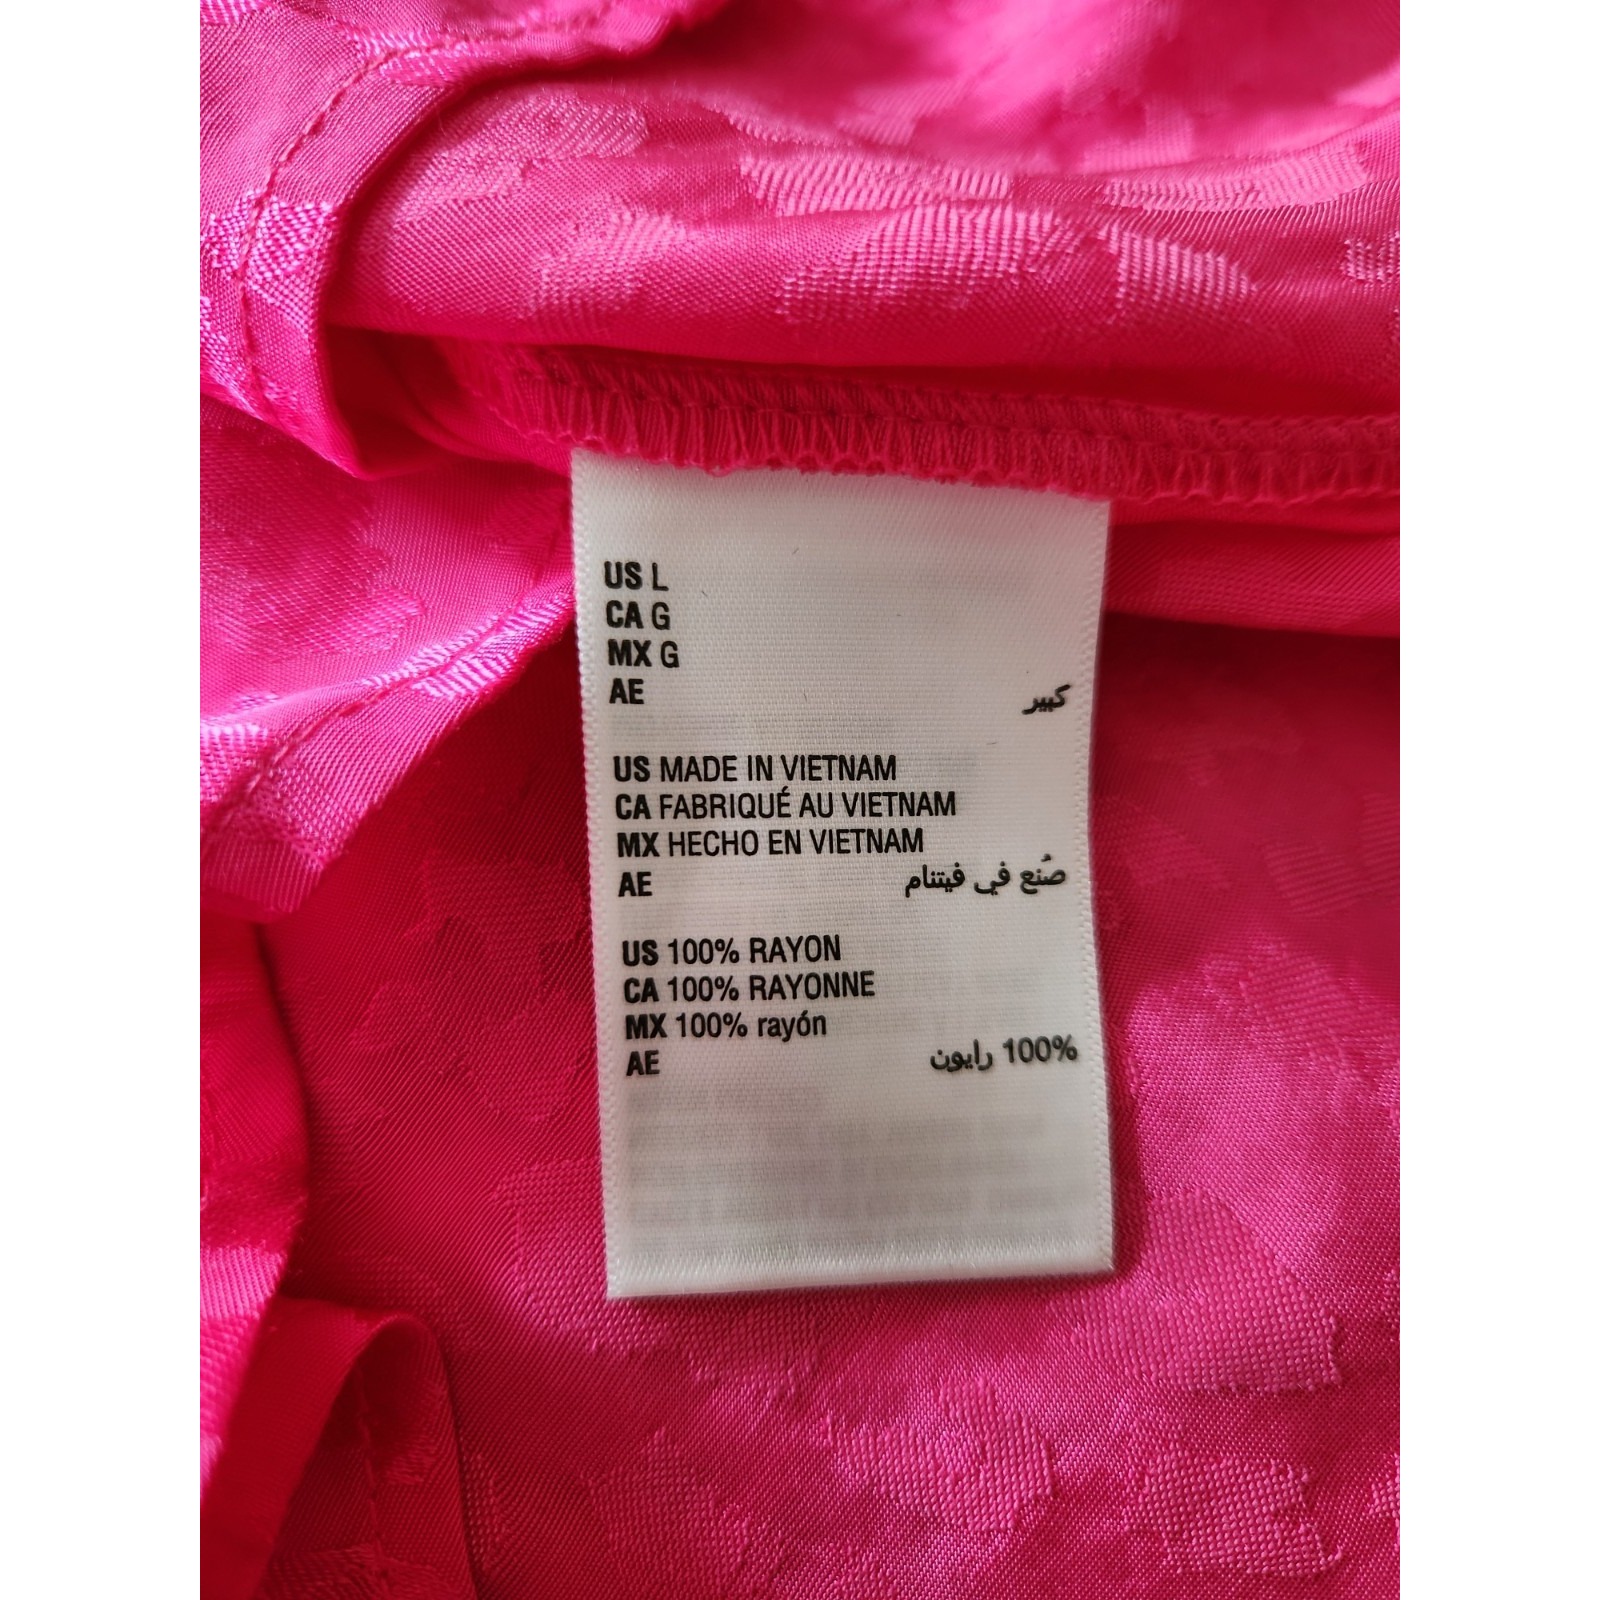 US L
CA G
MX G
AE كبير
US MADE IN VIETNAM
CA FABRIQUÉ AU VIETNAM
MX HECHO EN VIETNAM
AE صُنع في فيتنام
US 100% RAYON
CA 100% RAYONNE
MX 100% rayón
AE 100% رايون